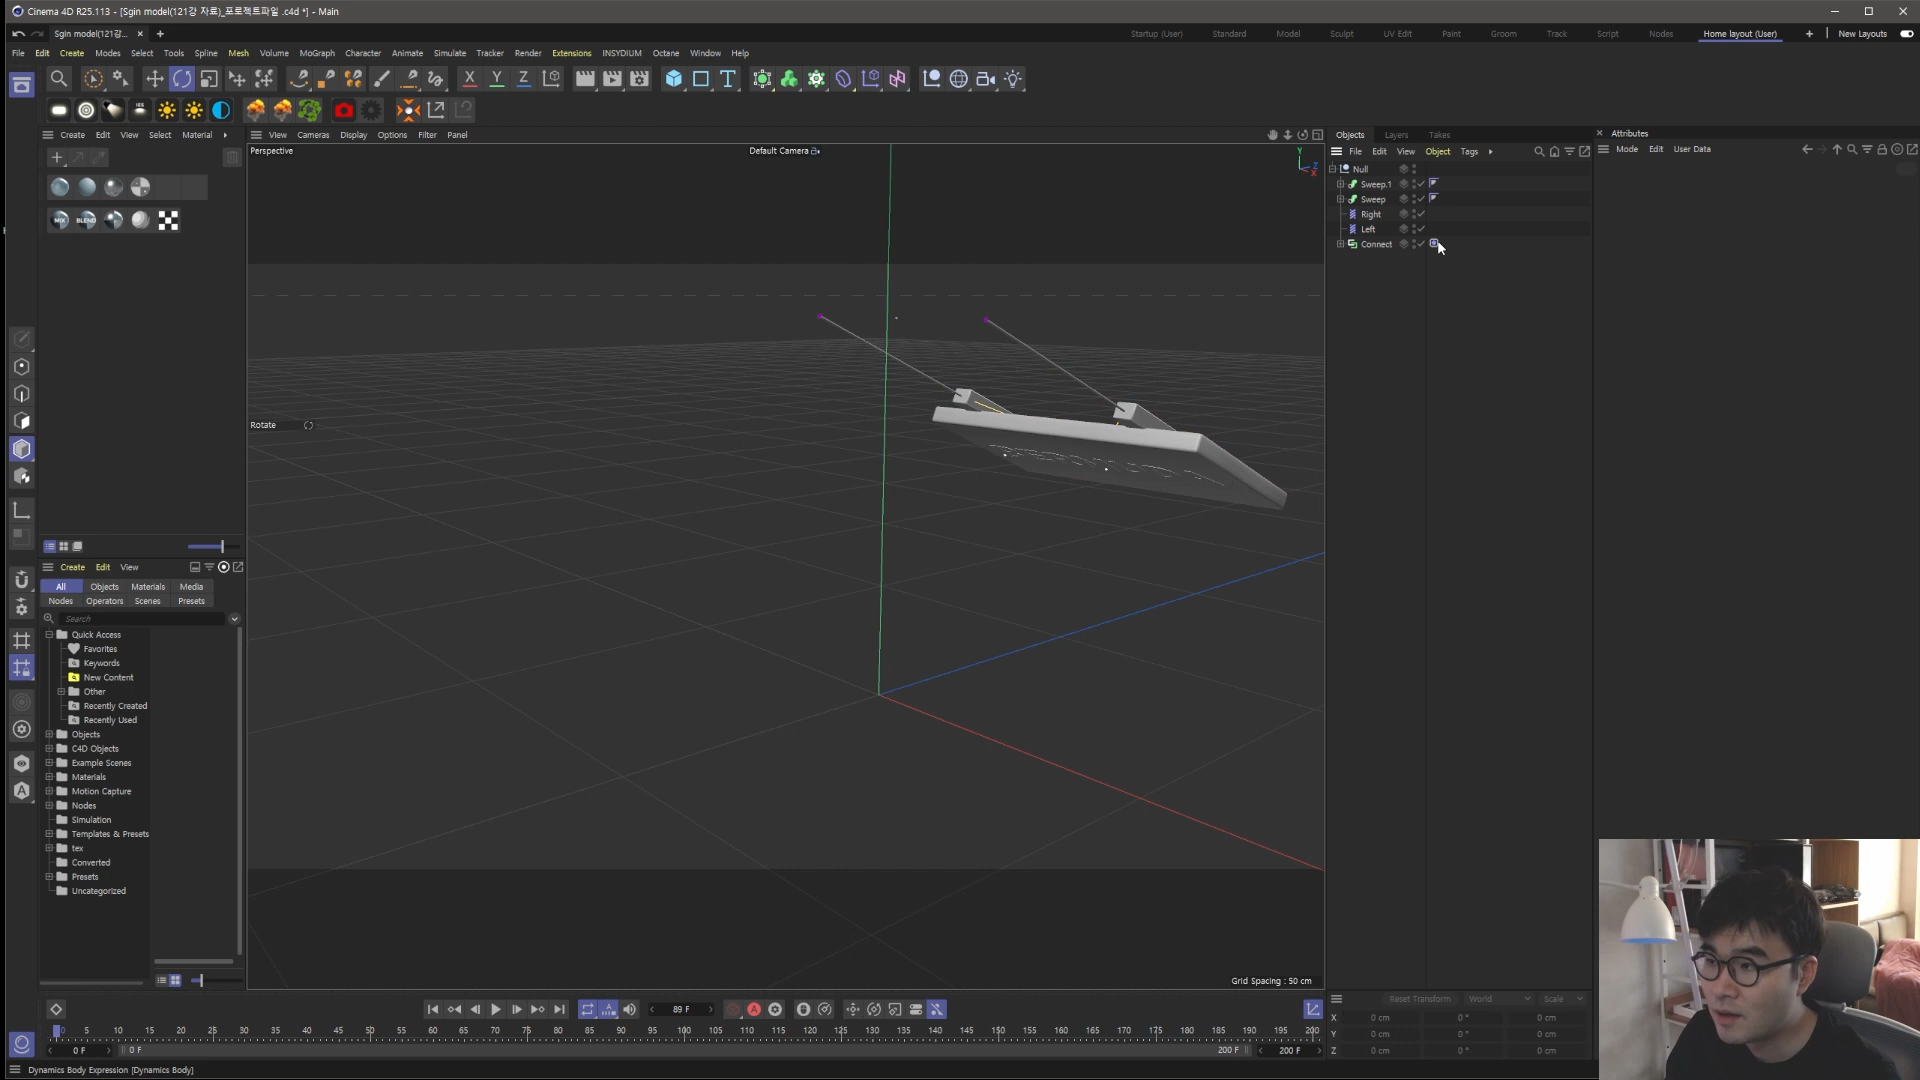 Cinema 4D R25.113 - [Sgin model(121강 자료)_포로젝트파일 .c4d *] - Main
Sgin model(121강... × +
Startup (User) Standard Model Sculpt UV Edit Paint Groom Track Script Nodes Home layout (User) + New Layouts
File Edit Create Modes Select Tools Spline Mesh Volume MoGraph Character Animate Simulate Tracker Render Extensions INSYDIUM Octane Window Help
X Y Z T
Create Edit View Select Material
View Cameras Display Options Filter Panel
Objects Layers Takes
Attributes
File Edit View Object Tags
Mode Edit User Data
Perspective
Default Camera
Y
Z
X
Null
Sweep.1
Sweep
Right
Left
Connect
MIX BLEND
Rotate
Create Edit View
All Objects Materials Media
Nodes Operators Scenes Presets
Search
Quick Access
Favorites
Keywords
New Content
Other
Recently Created
Recently Used
Objects
C4D Objects
Example Scenes
Materials
Motion Capture
Nodes
Simulation
Templates & Presets
tex
Converted
Presets
Uncategorized
Grid Spacing : 50 cm
89 F
Reset Transform World Scale
X 0 cm 0 ° 0 cm
Y 0 cm 0 ° 0 cm
Z 0 cm 0 ° 0 cm
0 5 10 15 20 25 30 35 40 45 50 55 60 65 70 75 80 85 90 95 100 105 110 115 120 125 130 135 140 145 150 155 160 165 170 175 180 185 190 195 200
0 F 0 F 200 F 200 F
Dynamics Body Expression [Dynamics Body]